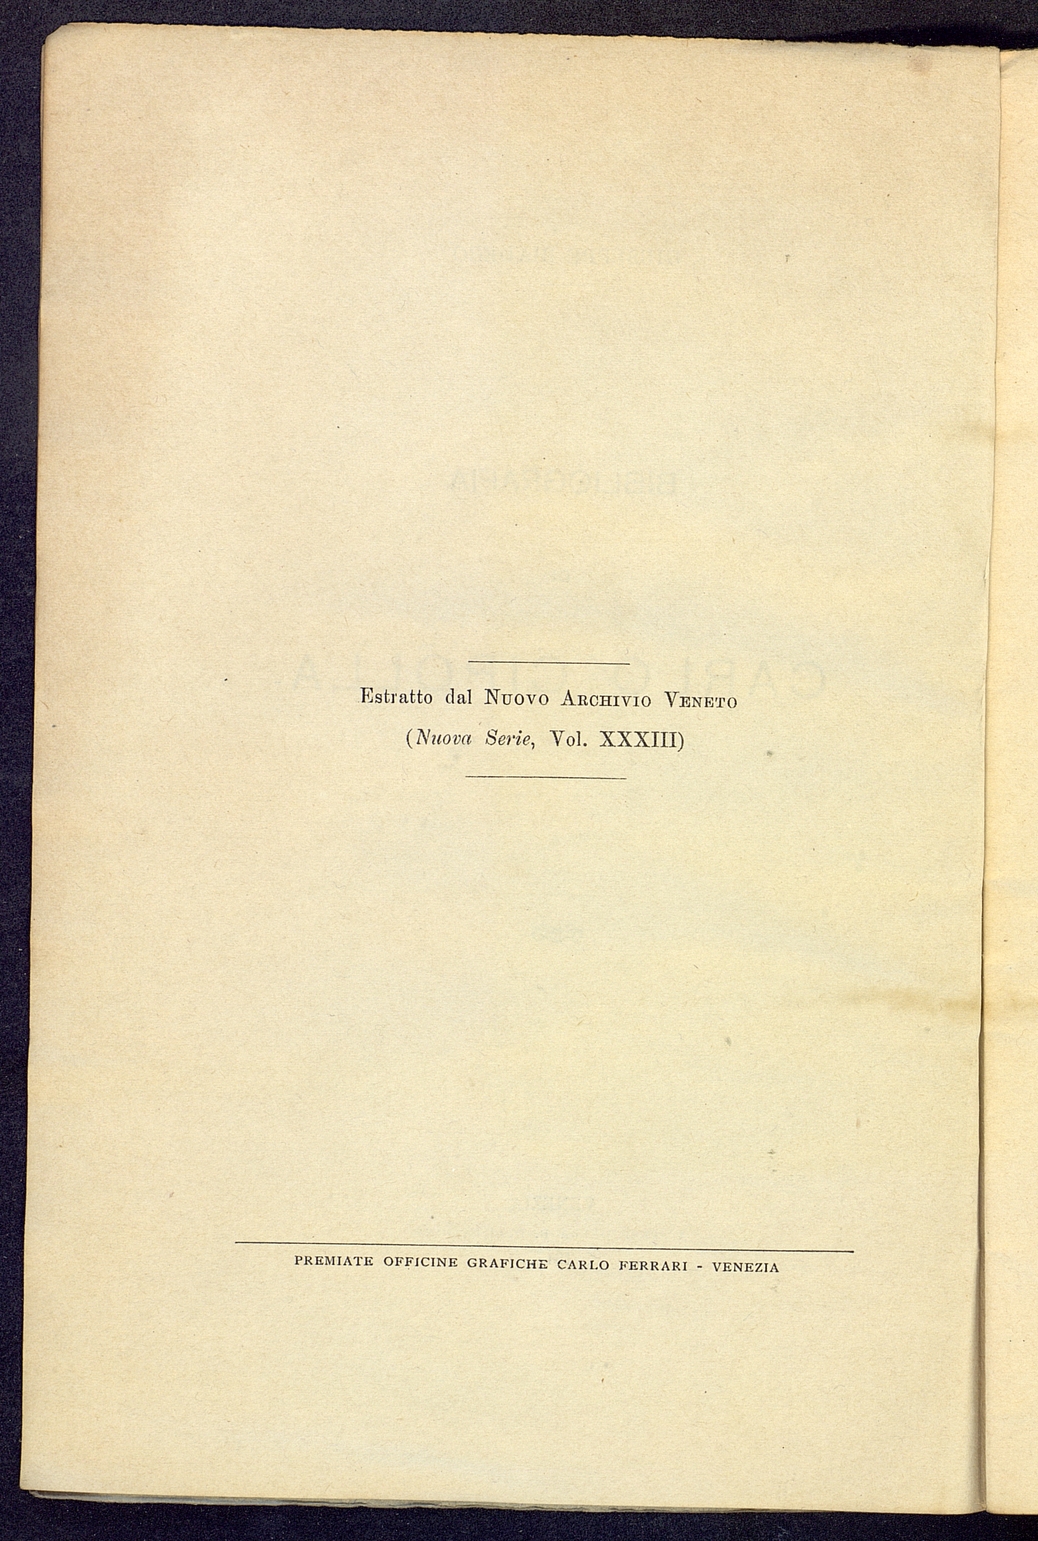 Estratto dal Nuovo Archivio Veneto
(Nuova Serie, Vol. XXXIII)
PREMIATE OFFICINE GRAFICHE CARLO FERRARI - VENEZIA